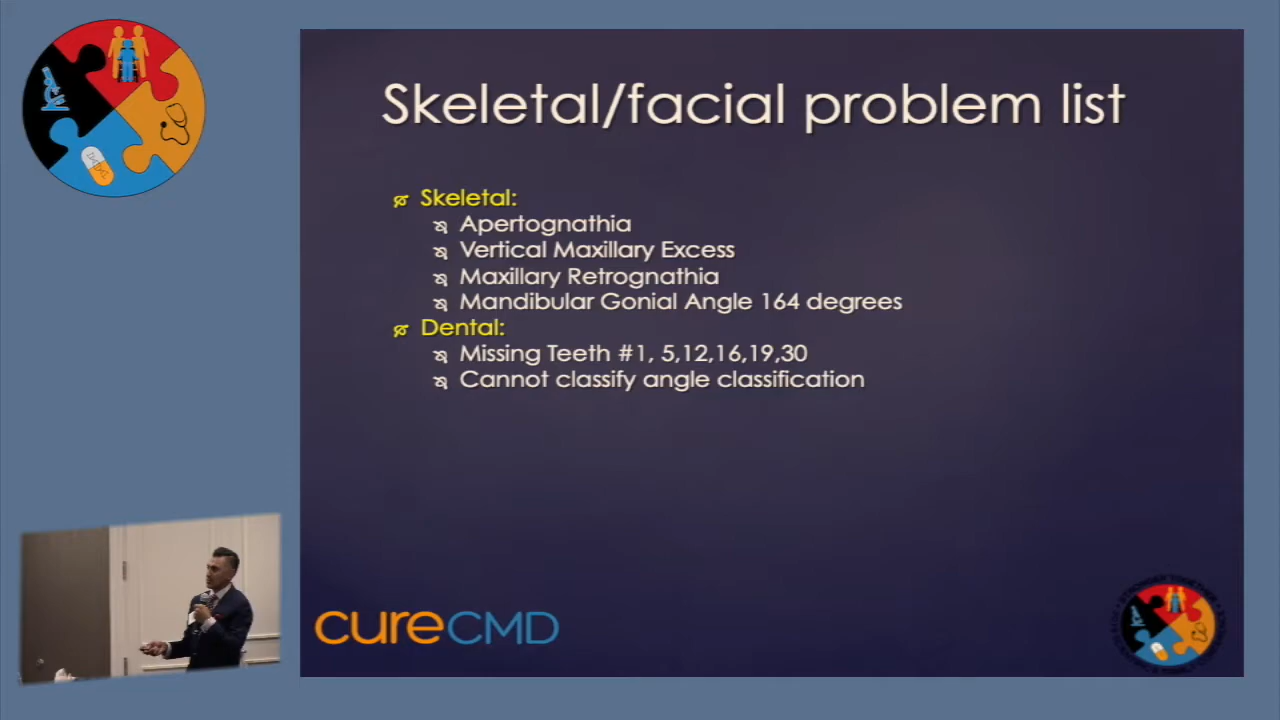 Skeletal/facial problem list
Skeletal:
Apertognathia
Vertical Maxillary Excess
Maxillary Retrognathia
Mandibular Gonial Angle 164 degrees
Dental:
Missing Teeth #1, 5,12,16,19,30
Cannot classify angle classification
cureCMD